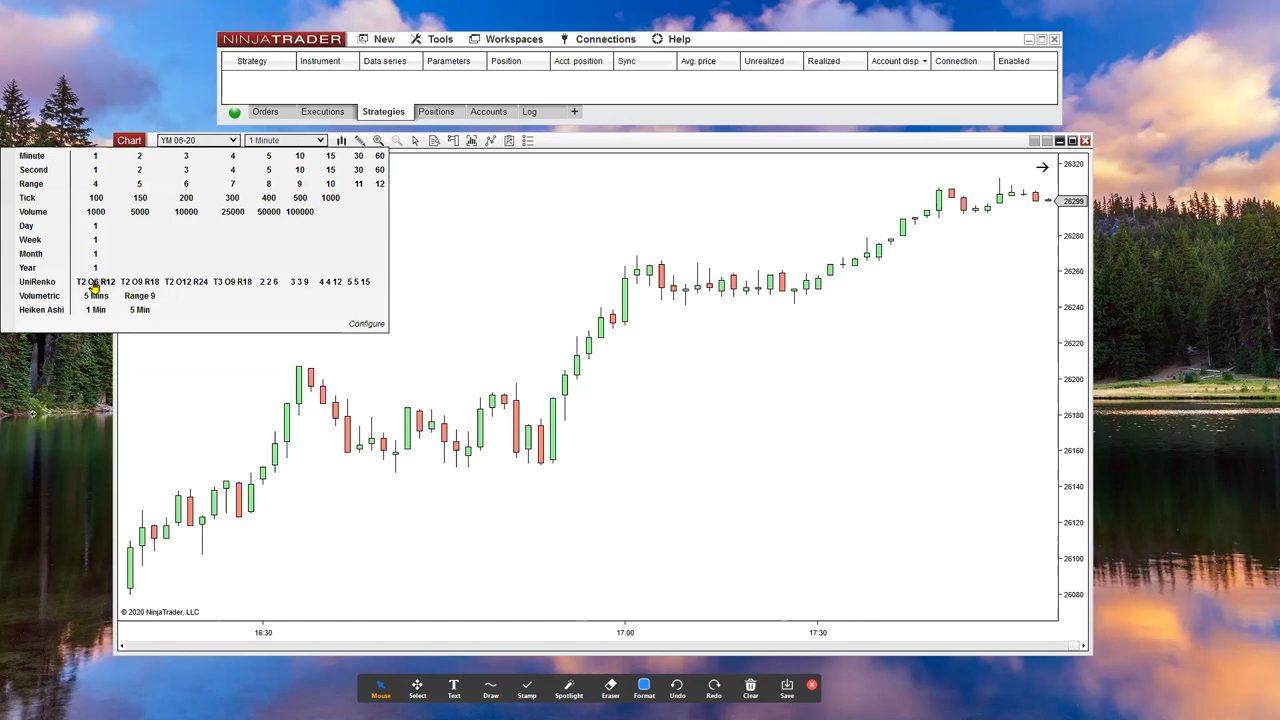 NINJATRADER New Tools Workspaces Connections Help
Strategy Instrument Data series Parameters Position Acct. position Sync Avg. price Unrealized Realized Account disp Connection Enabled
Orders Executions Strategies Positions Accounts Log +
Chart YM 06-20 1 Minute
Minute 1 2 3 4 5 10 15 30 60
Second 1 2 3 4 5 10 15 30 60
Range 4 5 6 7 8 9 10 11 12
Tick 100 150 200 300 400 500 1000
Volume 1000 5000 10000 25000 50000 100000
Day 1
Week 1
Month 1
Year 1
UniRenko T2 O6 R12 T2 O9 R18 T2 O12 R24 T3 O9 R18 2 2 6 3 3 9 4 4 12 5 5 15
Volumetric 5 Mins Range 9
Heiken Ashi 1 Min 5 Min
Configure
26320
26299
26280
26260
26240
26220
26200
26180
26160
26140
26120
26100
26080
© 2020 NinjaTrader, LLC
16:30 17:00 17:30
Mouse Select Text Draw Stamp Spotlight Eraser Format Undo Redo Clear Save